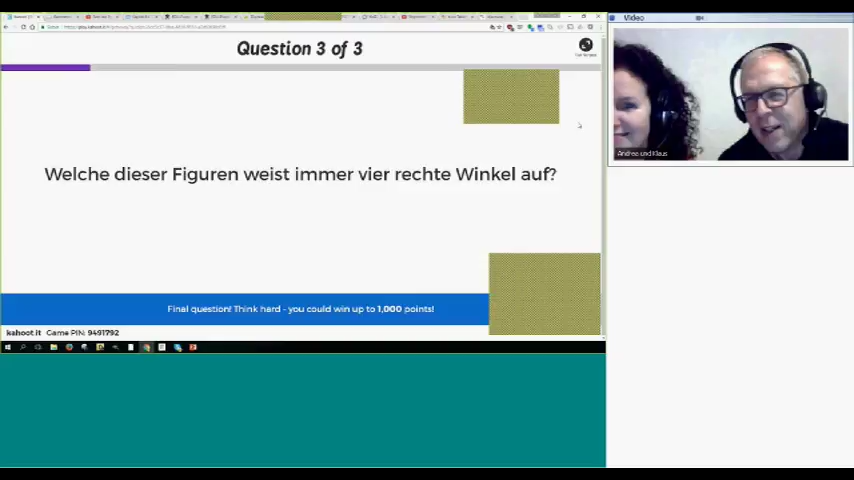 Video
Question 3 of 3
Welche dieser Figuren weist immer vier rechte Winkel auf?
Andrea und Klaus
Final question! Think hard - you could win up to 1,000 points!
kahoot.it Game PIN: 9491792